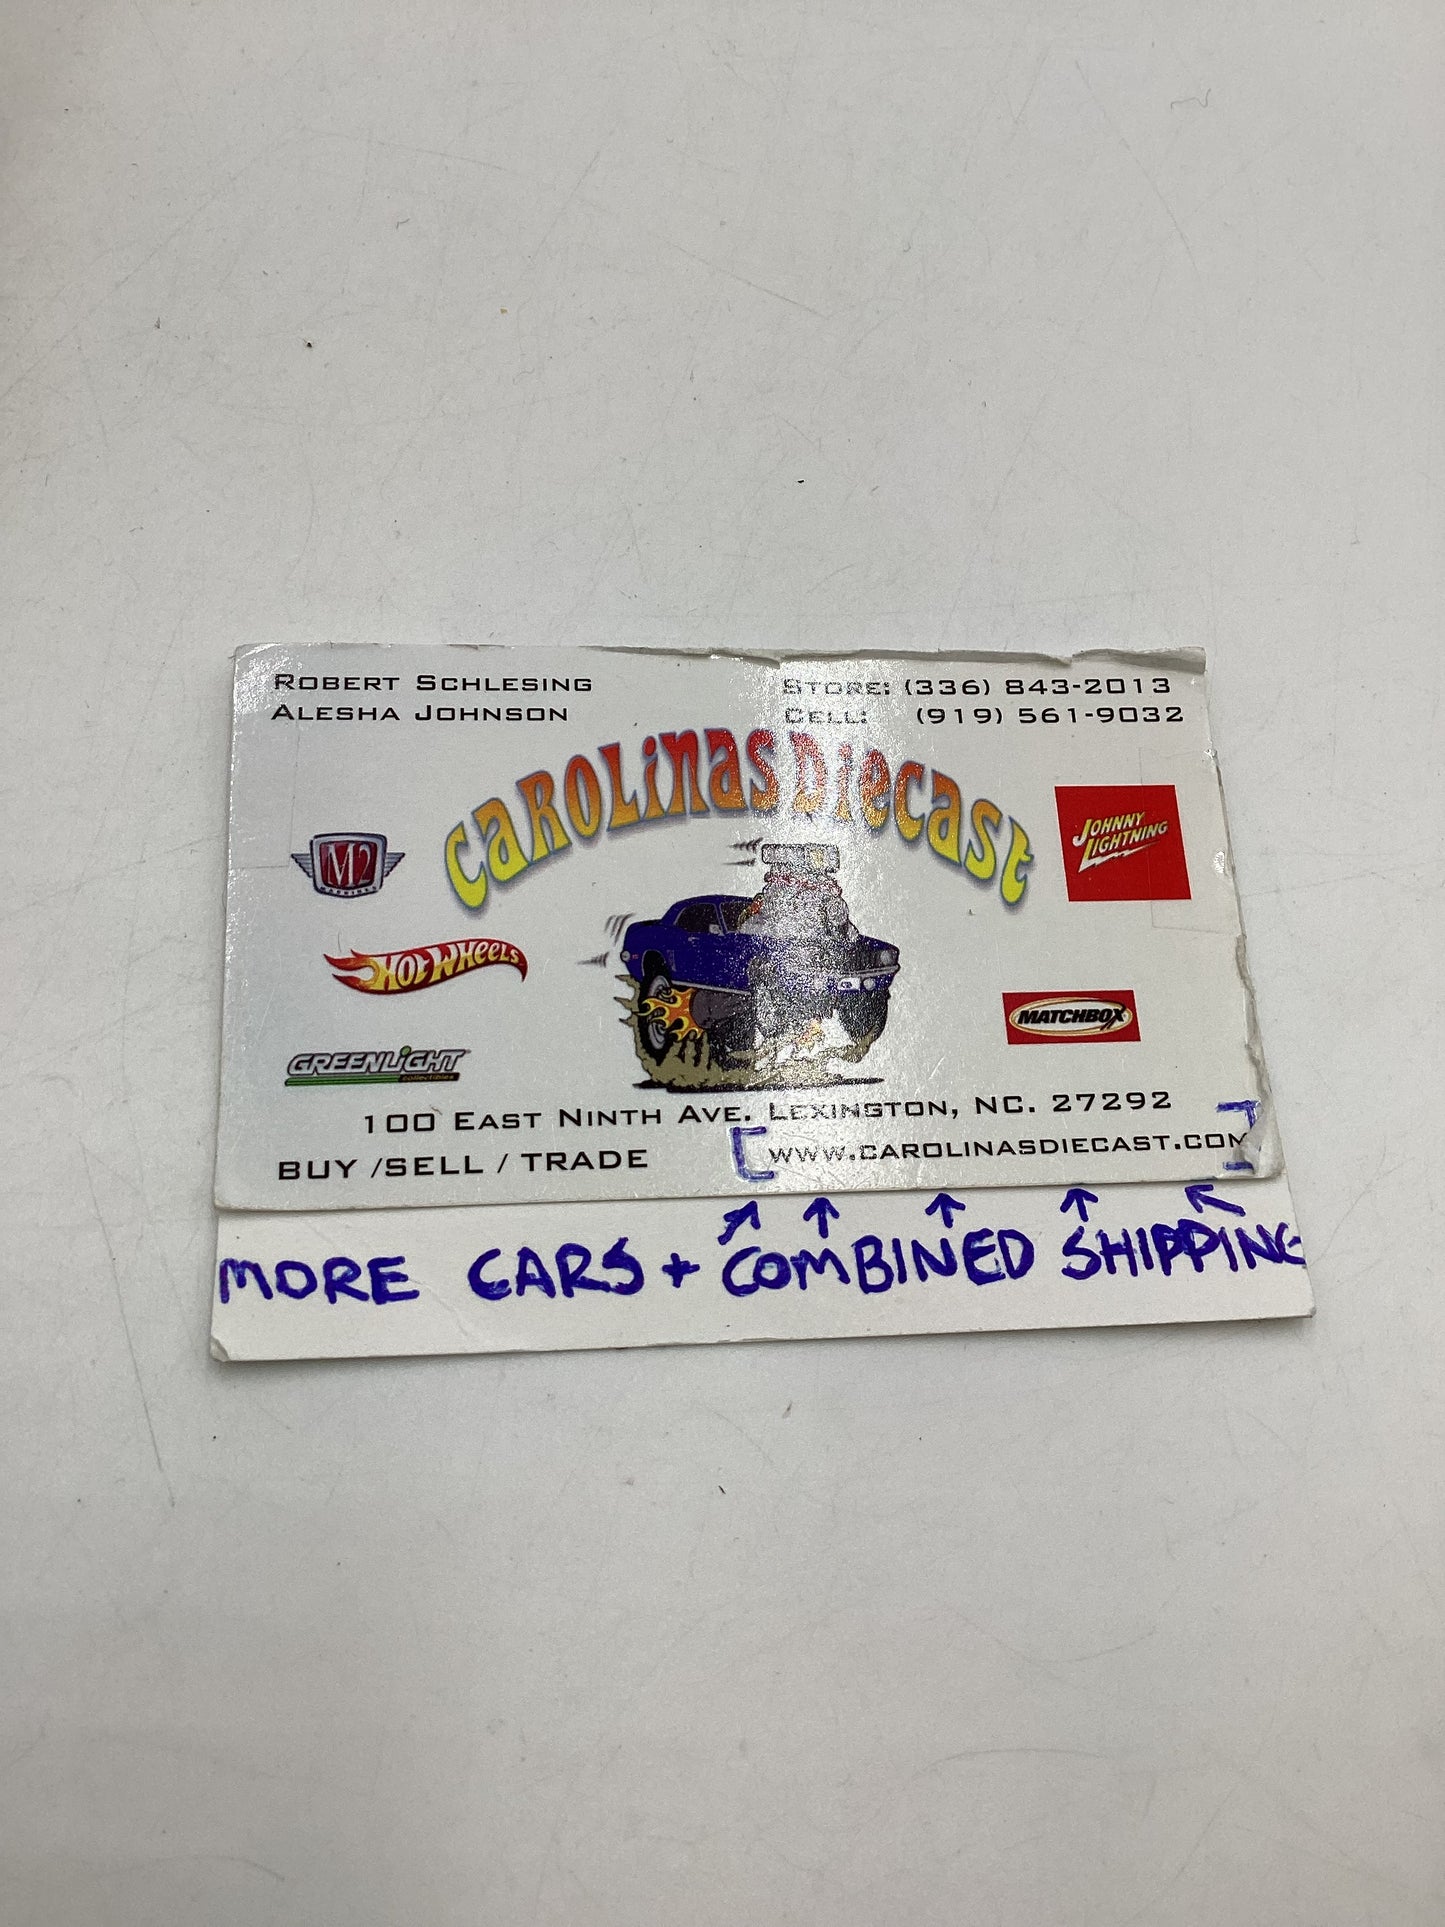 ROBERT SCHLESING
ALESHA JOHNSON
STORE: (336) 843-2013
CELL: (919) 561-9032
CAROLINAS DIECAST
M2
MACHINES
JOHNNY
LIGHTNING
HOT WHEELS
MATCHBOX
GREENLIGHT
collectibles
100 EAST NINTH AVE. LEXINGTON, NC. 27292
BUY /SELL / TRADE
[WWW.CAROLINASDIECAST.COM]
MORE CARS + COMBINED SHIPPING